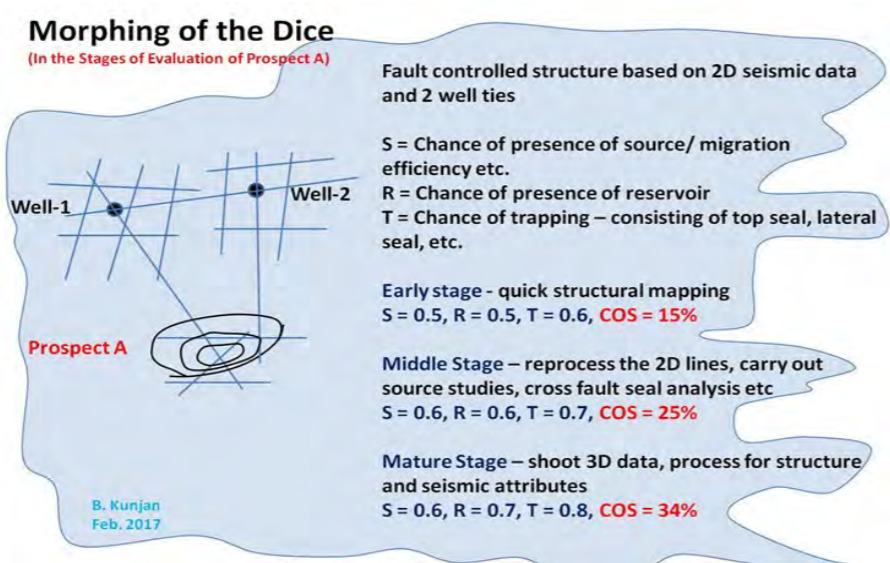 Morphing of the Dice
(In the Stages of Evaluation of Prospect A)
Fault controlled structure based on 2D seismic data
and 2 well ties
S = Chance of presence of source/ migration
efficiency etc.
R = Chance of presence of reservoir
T = Chance of trapping – consisting of top seal, lateral
seal, etc.
Well-1
Well-2
Early stage - quick structural mapping
S = 0.5, R = 0.5, T = 0.6, COS = 15%
Prospect A
Middle Stage – reprocess the 2D lines, carry out
source studies, cross fault seal analysis etc
S = 0.6, R = 0.6, T = 0.7, COS = 25%
Mature Stage – shoot 3D data, process for structure
and seismic attributes
S = 0.6, R = 0.7, T = 0.8, COS = 34%
B. Kunjan
Feb. 2017